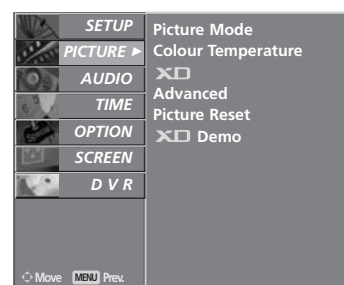 SETUP
PICTURE ►
AUDIO
TIME
OPTION
SCREEN
D V R
Picture Mode
Colour Temperature
XD
Advanced
Picture Reset
XD Demo
Move MENU Prev.